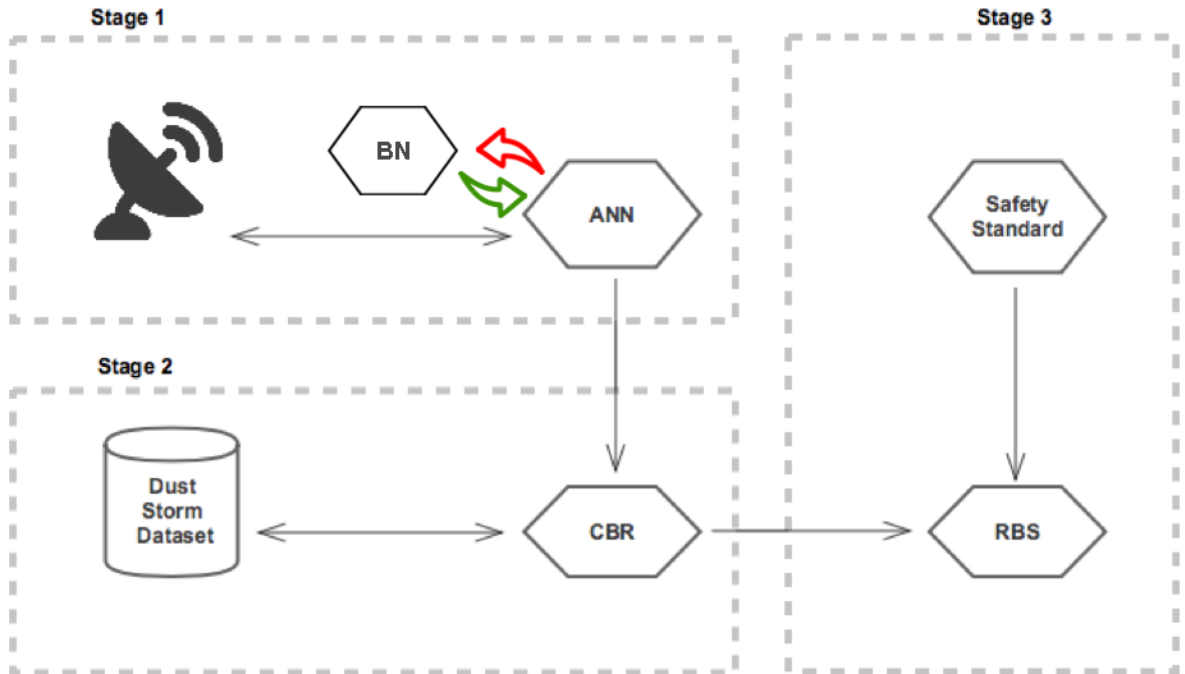 Stage 1
Stage 3
BN
ANN
Safety
Standard
Stage 2
Dust
Storm
Dataset
CBR
RBS